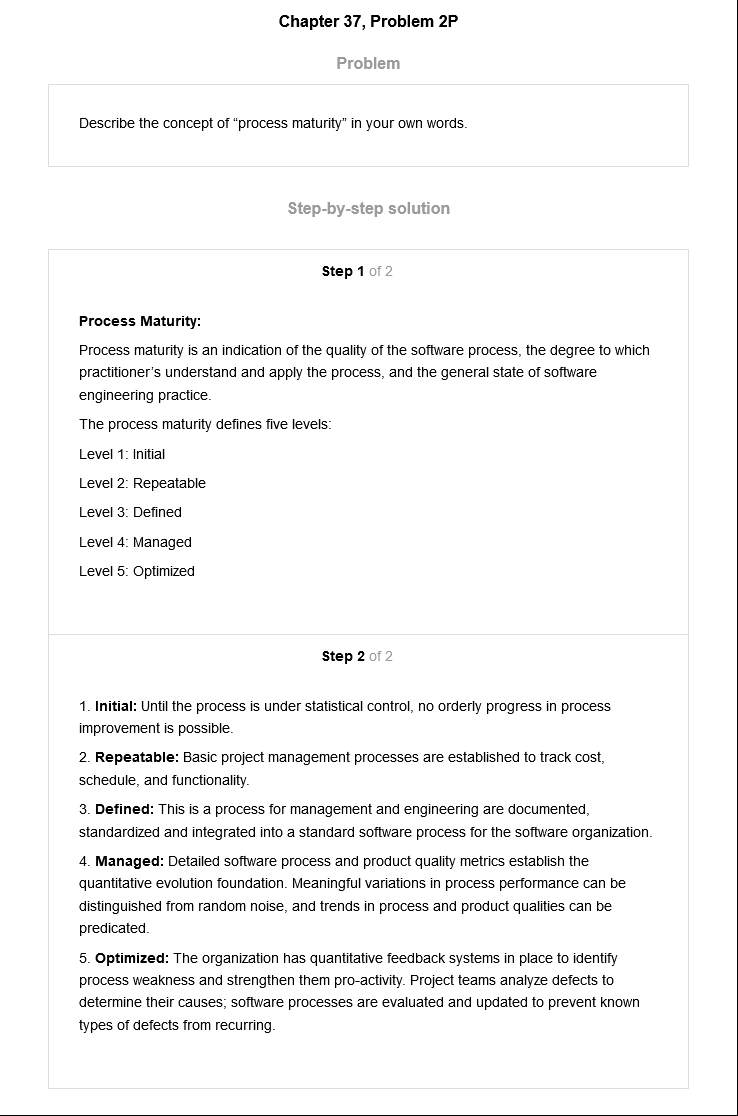 Chapter 37, Problem 2P
Problem
Describe the concept of “process maturity” in your own words.
Step-by-step solution
Step 1 of 2
Process Maturity:
Process maturity is an indication of the quality of the software process, the degree to which
practitioner’s understand and apply the process, and the general state of software
engineering practice.
The process maturity defines five levels:
Level 1: Initial
Level 2: Repeatable
Level 3: Defined
Level 4: Managed
Level 5: Optimized
Step 2 of 2
1. Initial: Until the process is under statistical control, no orderly progress in process
improvement is possible.
2. Repeatable: Basic project management processes are established to track cost,
schedule, and functionality.
3. Defined: This is a process for management and engineering are documented,
standardized and integrated into a standard software process for the software organization.
4. Managed: Detailed software process and product quality metrics establish the
quantitative evolution foundation. Meaningful variations in process performance can be
distinguished from random noise, and trends in process and product qualities can be
predicated.
5. Optimized: The organization has quantitative feedback systems in place to identify
process weakness and strengthen them pro-activity. Project teams analyze defects to
determine their causes; software processes are evaluated and updated to prevent known
types of defects from recurring.